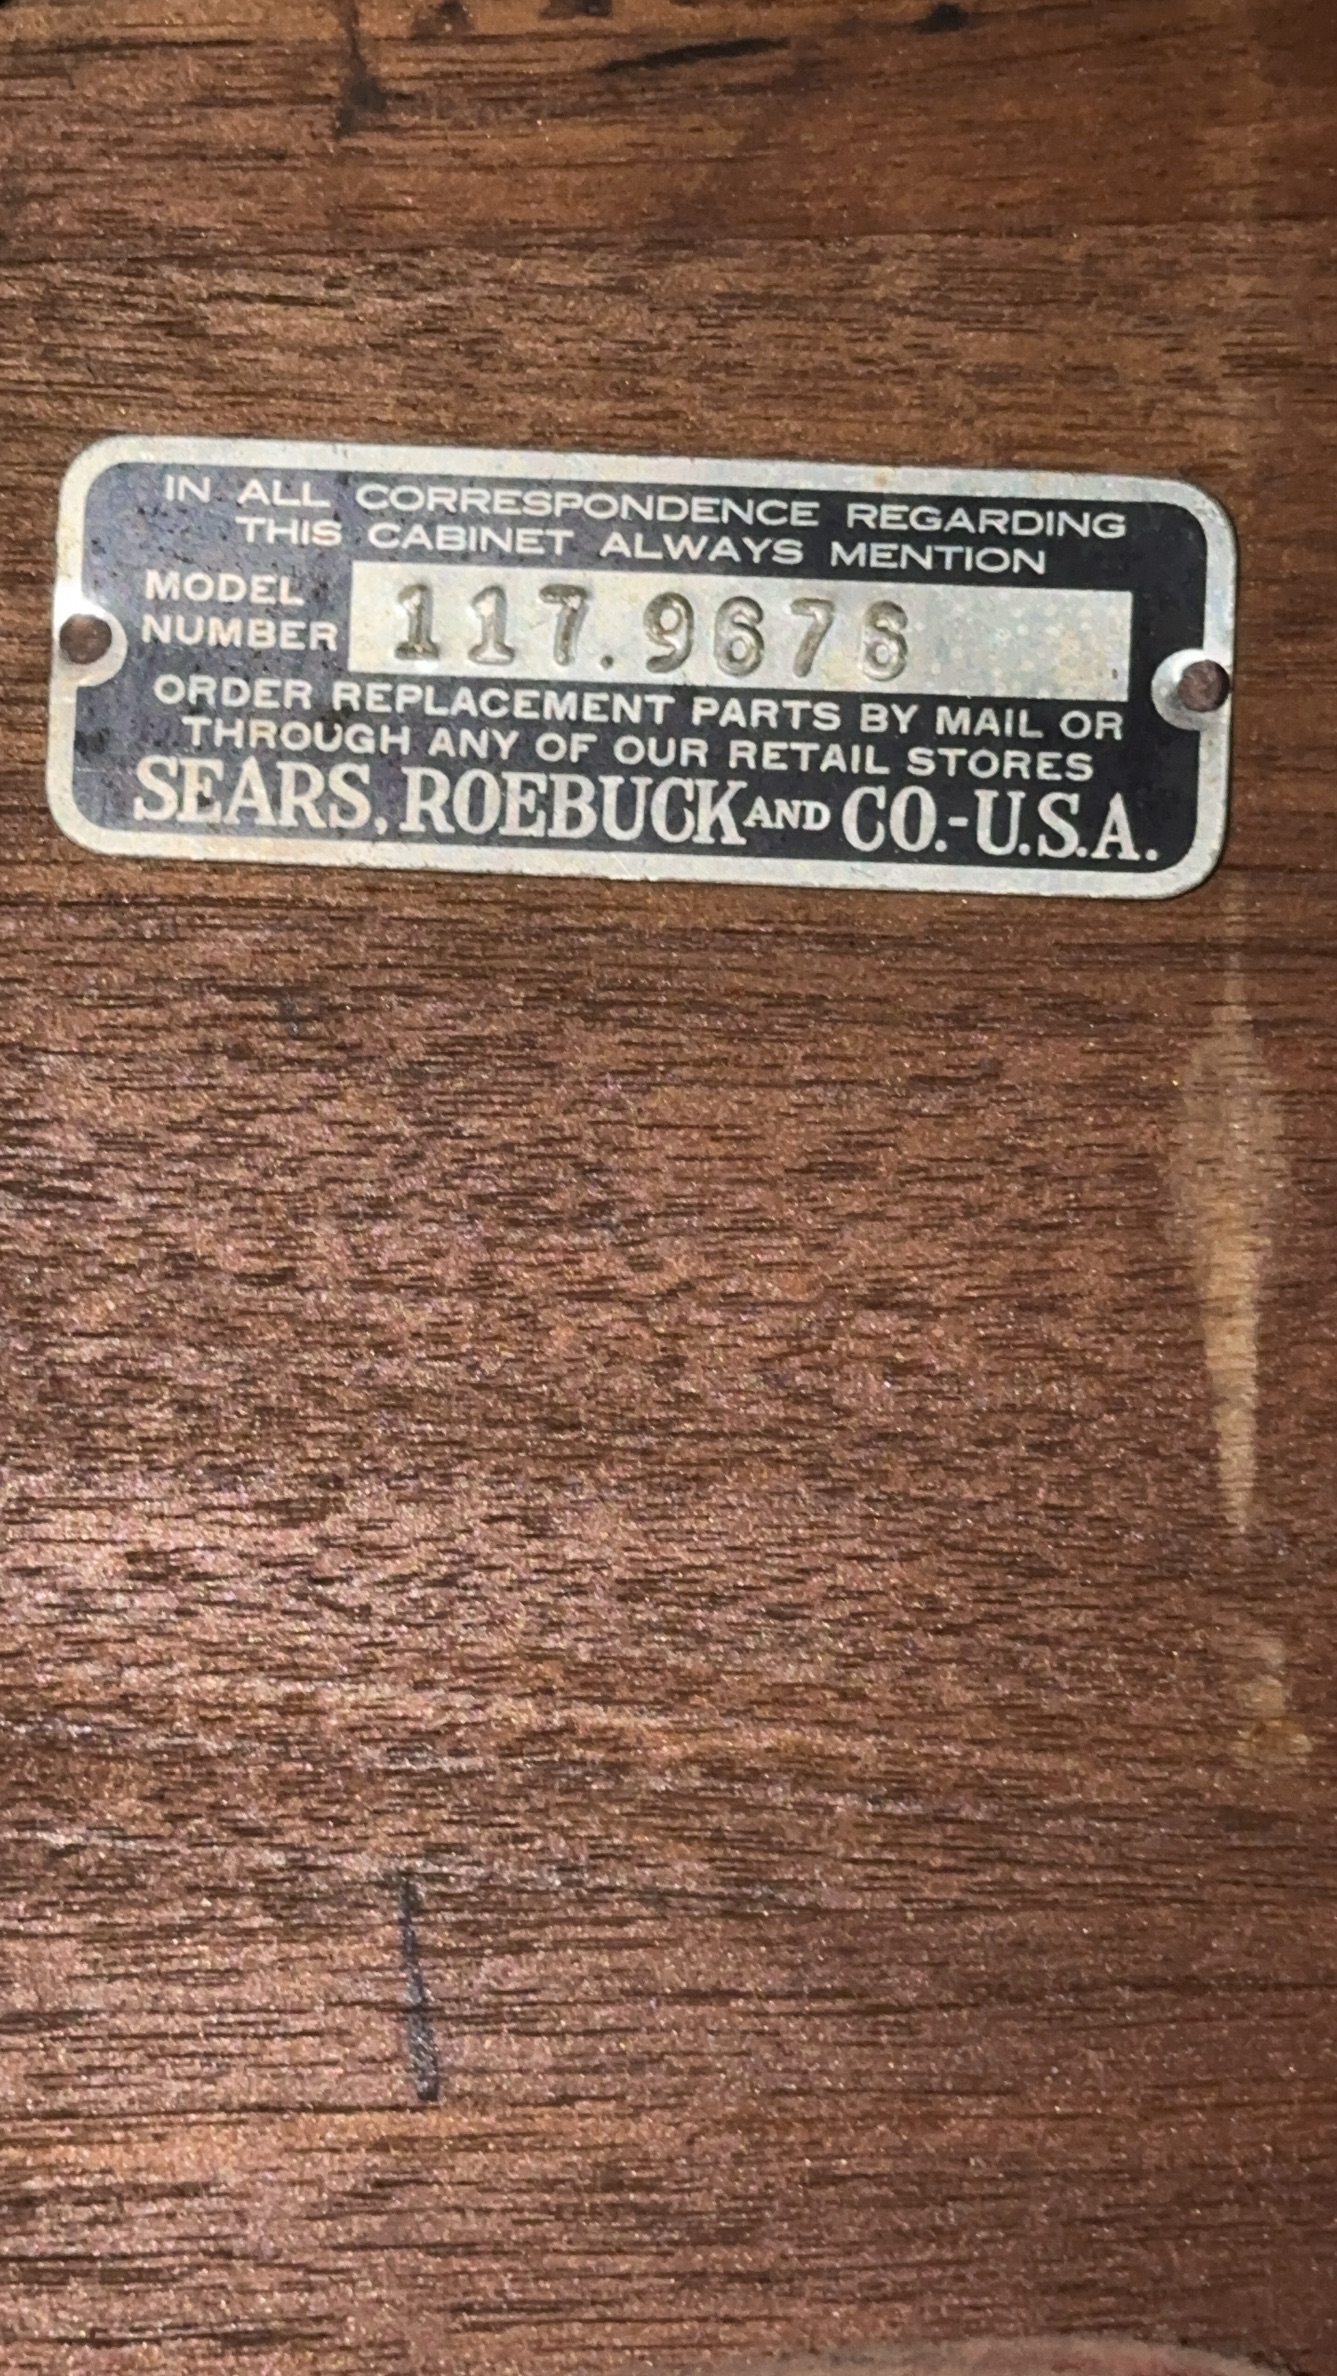 IN ALL CORRESPONDENCE REGARDING
THIS CABINET ALWAYS MENTION
MODEL
NUMBER 117.9676
ORDER REPLACEMENT PARTS BY MAIL OR
THROUGH ANY OF OUR RETAIL STORES
SEARS, ROEBUCK AND CO.-U.S.A.